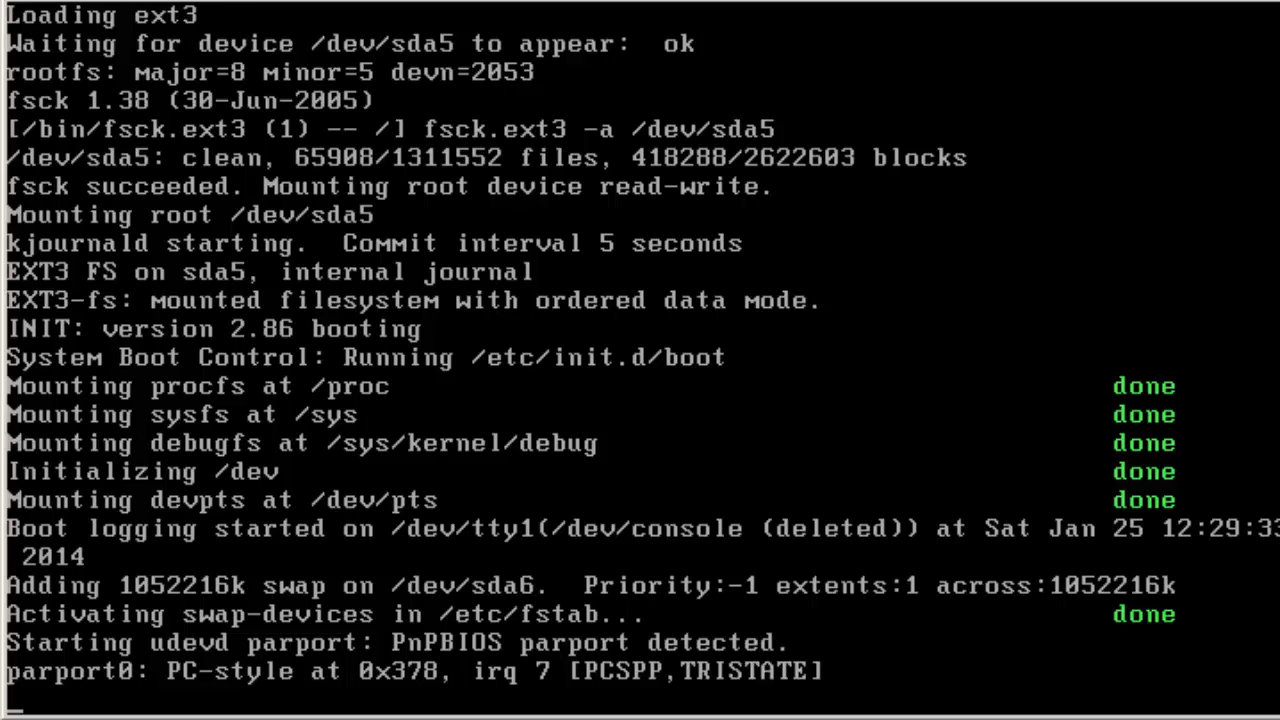 Loading ext3
Waiting for device /dev/sda5 to appear:  ok
rootfs: major=8 minor=5 devn=2053
fsck 1.38 (30-Jun-2005)
[/bin/fsck.ext3 (1) -- /] fsck.ext3 -a /dev/sda5
/dev/sda5: clean, 65908/1311552 files, 418288/2622603 blocks
fsck succeeded. Mounting root device read-write.
Mounting root /dev/sda5
kjournald starting.  Commit interval 5 seconds
EXT3 FS on sda5, internal journal
EXT3-fs: mounted filesystem with ordered data mode.
INIT: version 2.86 booting
System Boot Control: Running /etc/init.d/boot
Mounting procfs at /proc done
Mounting sysfs at /sys done
Mounting debugfs at /sys/kernel/debug done
Initializing /dev done
Mounting devpts at /dev/pts done
Boot logging started on /dev/tty1(/dev/console (deleted)) at Sat Jan 25 12:29:33
2014
Adding 1052216k swap on /dev/sda6.  Priority:-1 extents:1 across:1052216k
Activating swap-devices in /etc/fstab... done
Starting udevd parport: PnPBIOS parport detected.
parport0: PC-style at 0x378, irq 7 [PCSPP,TRISTATE]